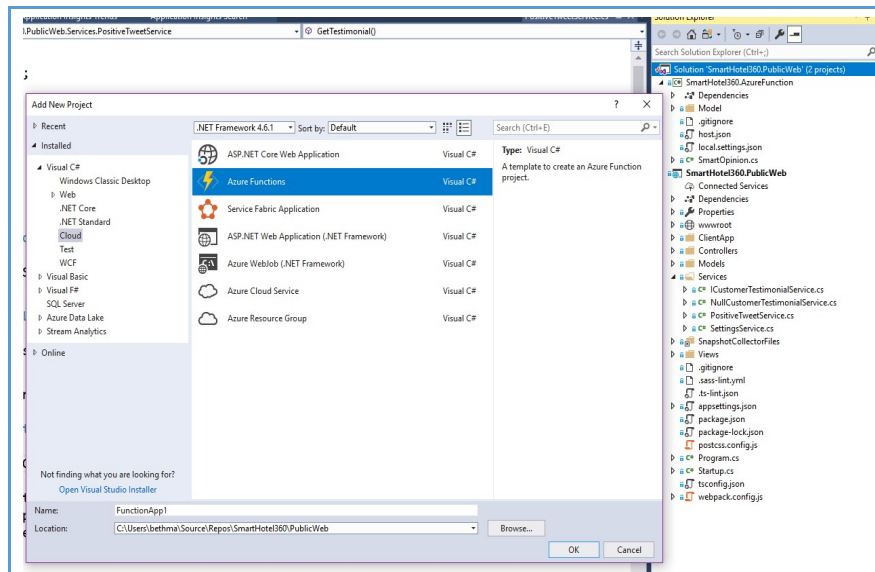 Application Insights Trends
Application Insights Search
PositiveTweetService.cs
Solution Explorer
.PublicWeb.Services.PositiveTweetService
GetTestimonial()
Search Solution Explorer (Ctrl+;)
;
Solution 'SmartHotel360.PublicWeb' (2 projects)
SmartHotel360.AzureFunction
Dependencies
Model
.gitignore
host.json
local.settings.json
SmartOpinion.cs
SmartHotel360.PublicWeb
Connected Services
Dependencies
Properties
wwwroot
ClientApp
Controllers
Models
Services
ICustomerTestimonialService.cs
NullCustomerTestimonialService.cs
PositiveTweetService.cs
SettingsService.cs
SnapshotCollectorFiles
Views
.gitignore
.sass-lint.yml
.ts-lint.json
appsettings.json
package.json
package-lock.json
postcss.config.js
Program.cs
Startup.cs
tsconfig.json
webpack.config.js
Add New Project
? X
Recent
.NET Framework 4.6.1 Sort by: Default
Search (Ctrl+E)
Installed
Visual C#
Windows Classic Desktop
Web
.NET Core
.NET Standard
Cloud
Test
WCF
Visual Basic
Visual F#
SQL Server
Azure Data Lake
Stream Analytics
Online
ASP.NET Core Web Application Visual C#
Azure Functions Visual C#
Service Fabric Application Visual C#
ASP.NET Web Application (.NET Framework) Visual C#
Azure WebJob (.NET Framework) Visual C#
Azure Cloud Service Visual C#
Azure Resource Group Visual C#
Type: Visual C#
A template to create an Azure Function
project.
Not finding what you are looking for?
Open Visual Studio Installer
Name: FunctionApp1
Location: C:\Users\bethma\Source\Repos\SmartHotel360\PublicWeb
Browse...
OK Cancel